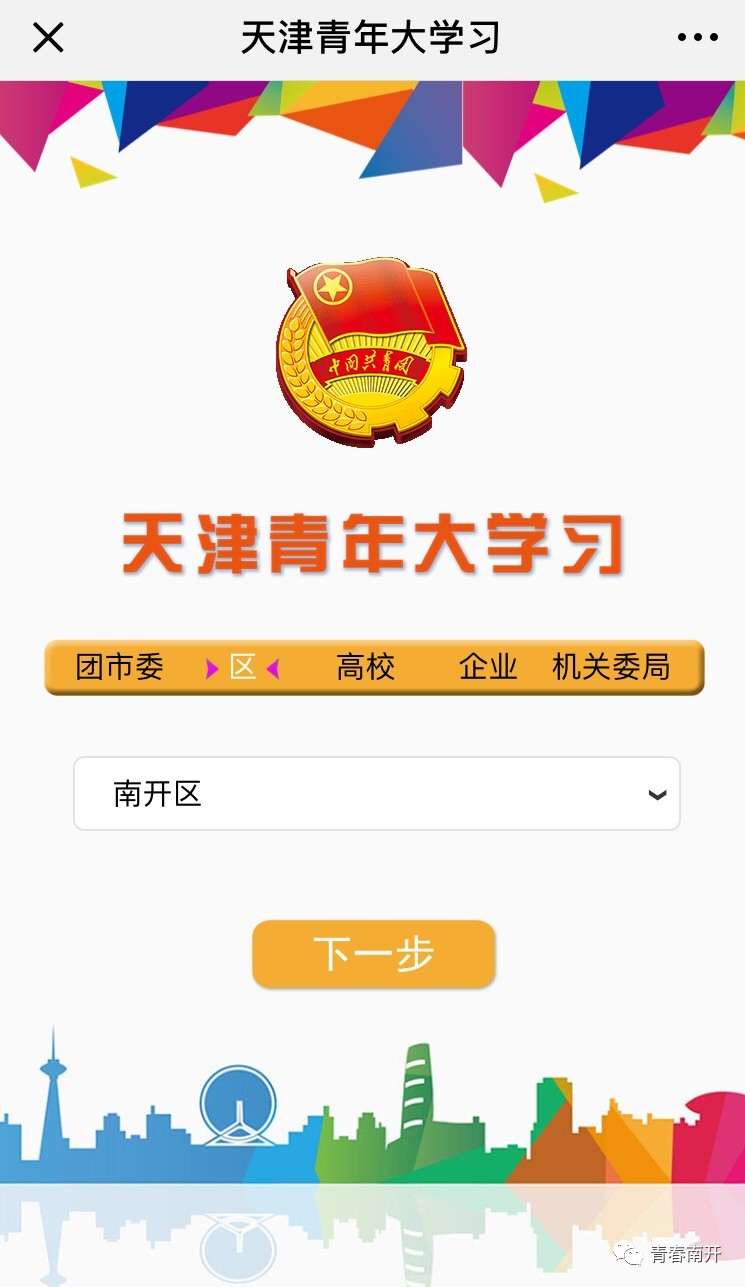 天津青年大学习
中国共青团
天津青年大学习
团市委 区 高校 企业 机关委局
南开区
下一步
青春南开